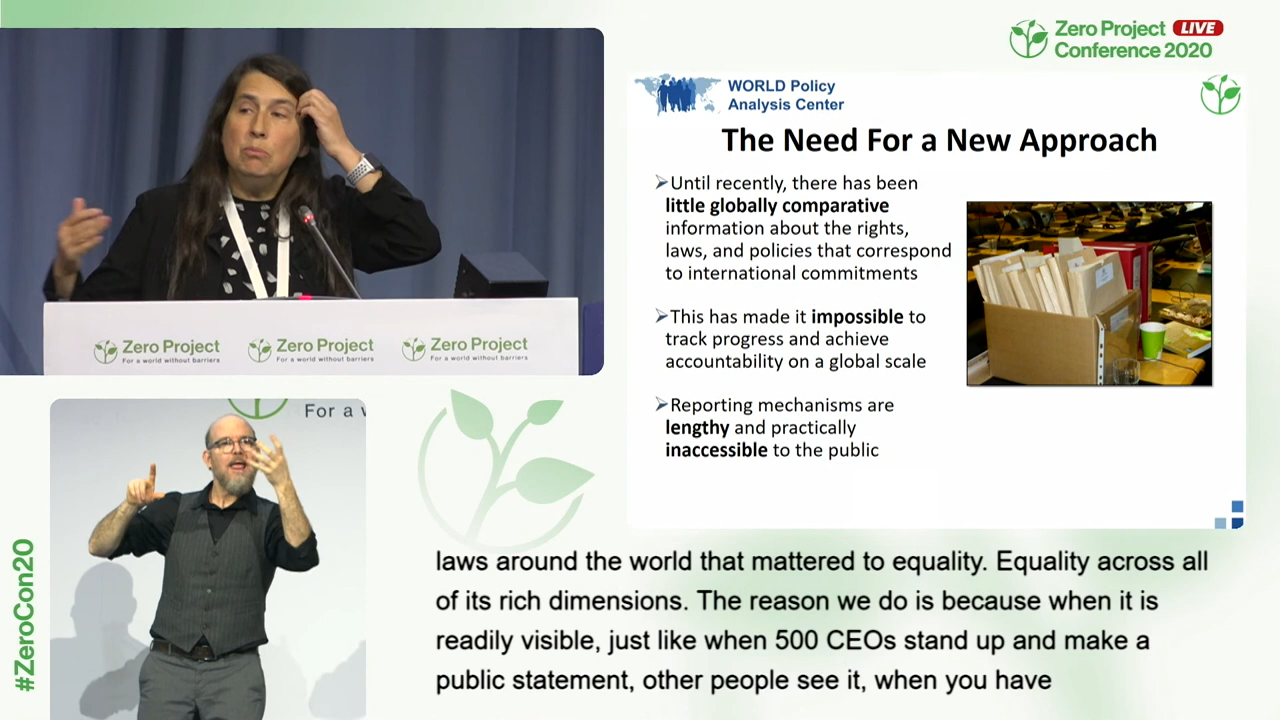 Zero Project LIVE
Conference 2020
WORLD Policy
Analysis Center
The Need For a New Approach
Until recently, there has been
little globally comparative
information about the rights,
laws, and policies that correspond
to international commitments
This has made it impossible to
track progress and achieve
accountability on a global scale
Reporting mechanisms are
lengthy and practically
inaccessible to the public
Zero Project
For a world without barriers
Zero Project
For a world without barriers
Zero Project
For a world without barriers
For a w
#ZeroCon20
laws around the world that mattered to equality. Equality across all
of its rich dimensions. The reason we do is because when it is
readily visible, just like when 500 CEOs stand up and make a
public statement, other people see it, when you have